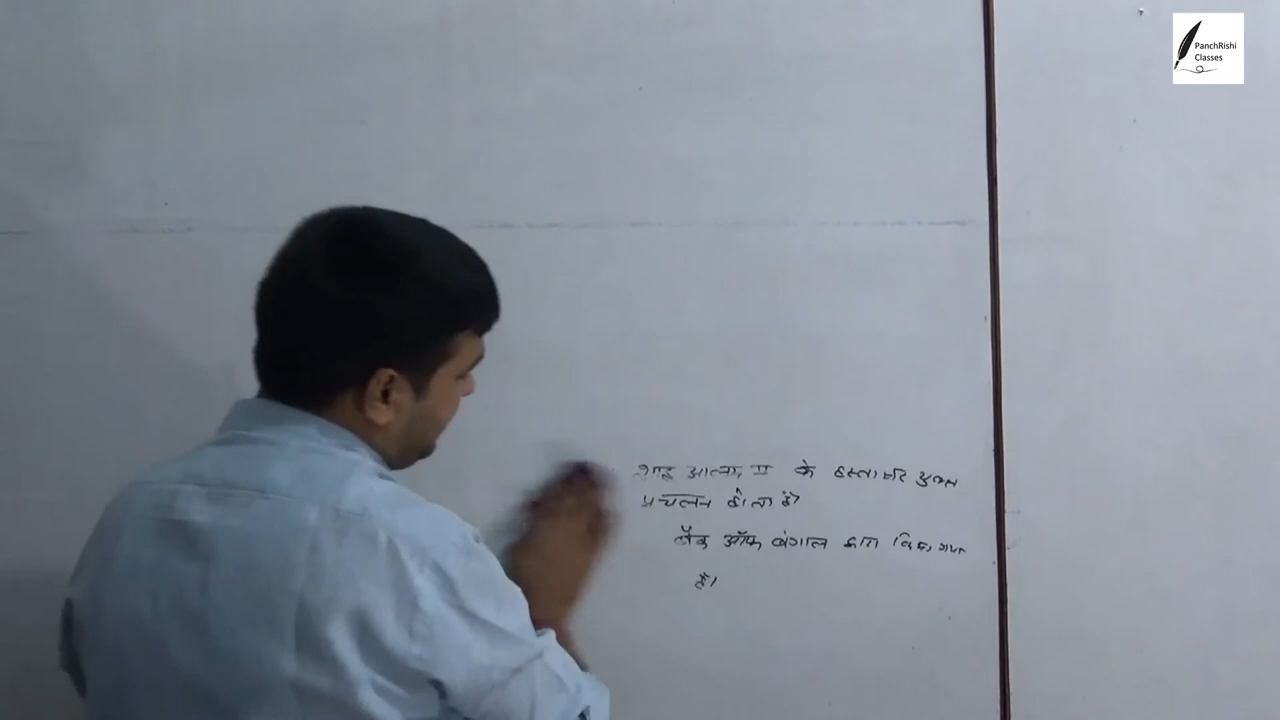 PanchRishi
Classes
शाह आलम II के हस्ताक्षर युक्त
प्रचलन होता है
बैंक ऑफ बंगाल द्वारा किया गया
है।